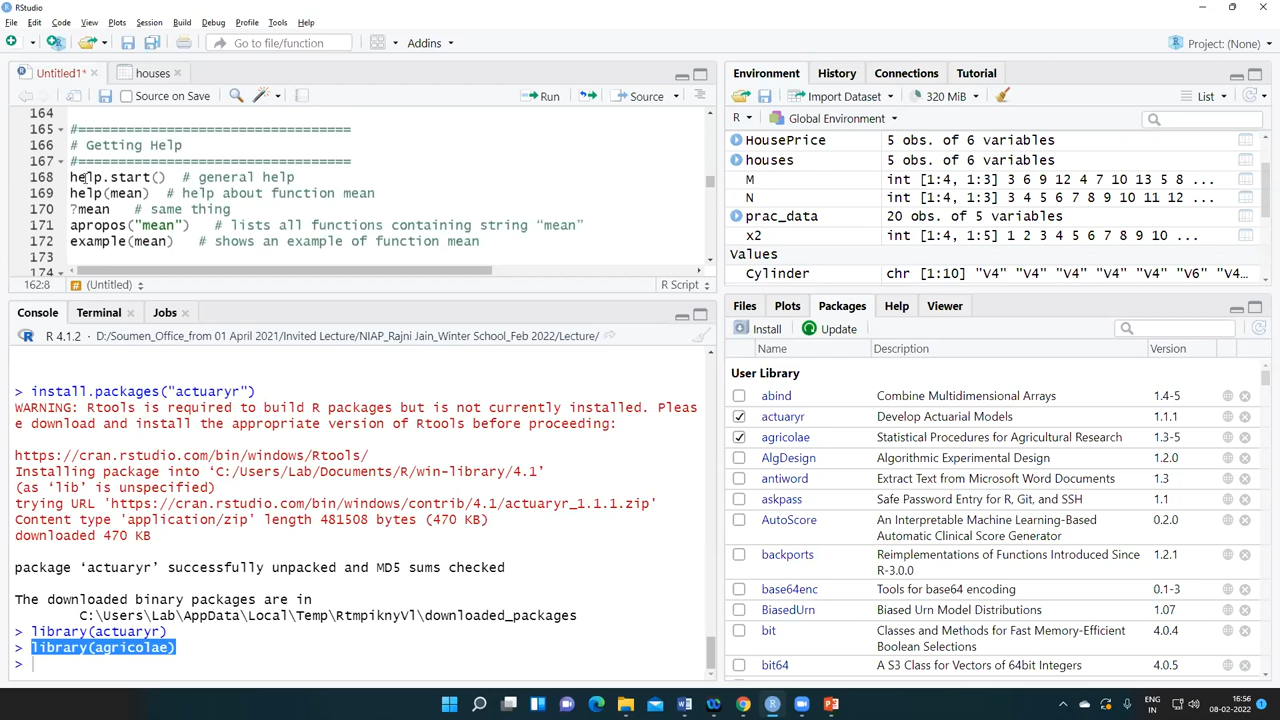 RStudio
File Edit Code View Plots Session Build Debug Profile Tools Help
Go to file/function Addins Project: (None)
Untitled1* houses
Source on Save Run Source
164
165 #==================================
166 # Getting Help
167 #==================================
168 help.start() # general help
169 help(mean) # help about function mean
170 ?mean # same thing
171 apropos("mean") # lists all functions containing string “mean”
172 example(mean) # shows an example of function mean
173
174
162:8 # (Untitled) R Script
Console Terminal Jobs
R 4.1.2 · D:/Soumen_Office_from 01 April 2021/Invited Lecture/NIAP_Rajni Jain_Winter School_Feb 2022/Lecture/
> install.packages("actuaryr")
WARNING: Rtools is required to build R packages but is not currently installed. Pleas
e download and install the appropriate version of Rtools before proceeding:
https://cran.rstudio.com/bin/windows/Rtools/
Installing package into ‘C:/Users/Lab/Documents/R/win-library/4.1’
(as ‘lib’ is unspecified)
trying URL 'https://cran.rstudio.com/bin/windows/contrib/4.1/actuaryr_1.1.1.zip'
Content type 'application/zip' length 481508 bytes (470 KB)
downloaded 470 KB
package ‘actuaryr’ successfully unpacked and MD5 sums checked
The downloaded binary packages are in
C:\Users\Lab\AppData\Local\Temp\RtmpiknyVl\downloaded_packages
> library(actuaryr)
> library(agricolae)
>
Environment History Connections Tutorial
Import Dataset 320 MiB List
R Global Environment
HousePrice 5 obs. of 6 variables
houses 5 obs. of 6 variables
M int [1:4, 1:3] 3 6 9 12 4 7 10 13 5 8 ...
N int [1:4, 1:3] 3 4 5 6 7 8 9 10 11 12 ...
prac_data 20 obs. of 5 variables
x2 int [1:4, 1:5] 1 2 3 4 5 6 7 8 9 10 ...
Values
Cylinder chr [1:10] "V4" "V4" "V4" "V4" "V4" "V6" "V4...
Files Plots Packages Help Viewer
Install Update
Name Description Version
User Library
abind Combine Multidimensional Arrays 1.4-5
actuaryr Develop Actuarial Models 1.1.1
agricolae Statistical Procedures for Agricultural Research 1.3-5
AlgDesign Algorithmic Experimental Design 1.2.0
antiword Extract Text from Microsoft Word Documents 1.3
askpass Safe Password Entry for R, Git, and SSH 1.1
AutoScore An Interpretable Machine Learning-Based 0.2.0
Automatic Clinical Score Generator
backports Reimplementations of Functions Introduced Since 1.2.1
R-3.0.0
base64enc Tools for base64 encoding 0.1-3
BiasedUrn Biased Urn Model Distributions 1.07
bit Classes and Methods for Fast Memory-Efficient 4.0.4
Boolean Selections
bit64 A S3 Class for Vectors of 64bit Integers 4.0.5
ENG
IN
16:56
08-02-2022